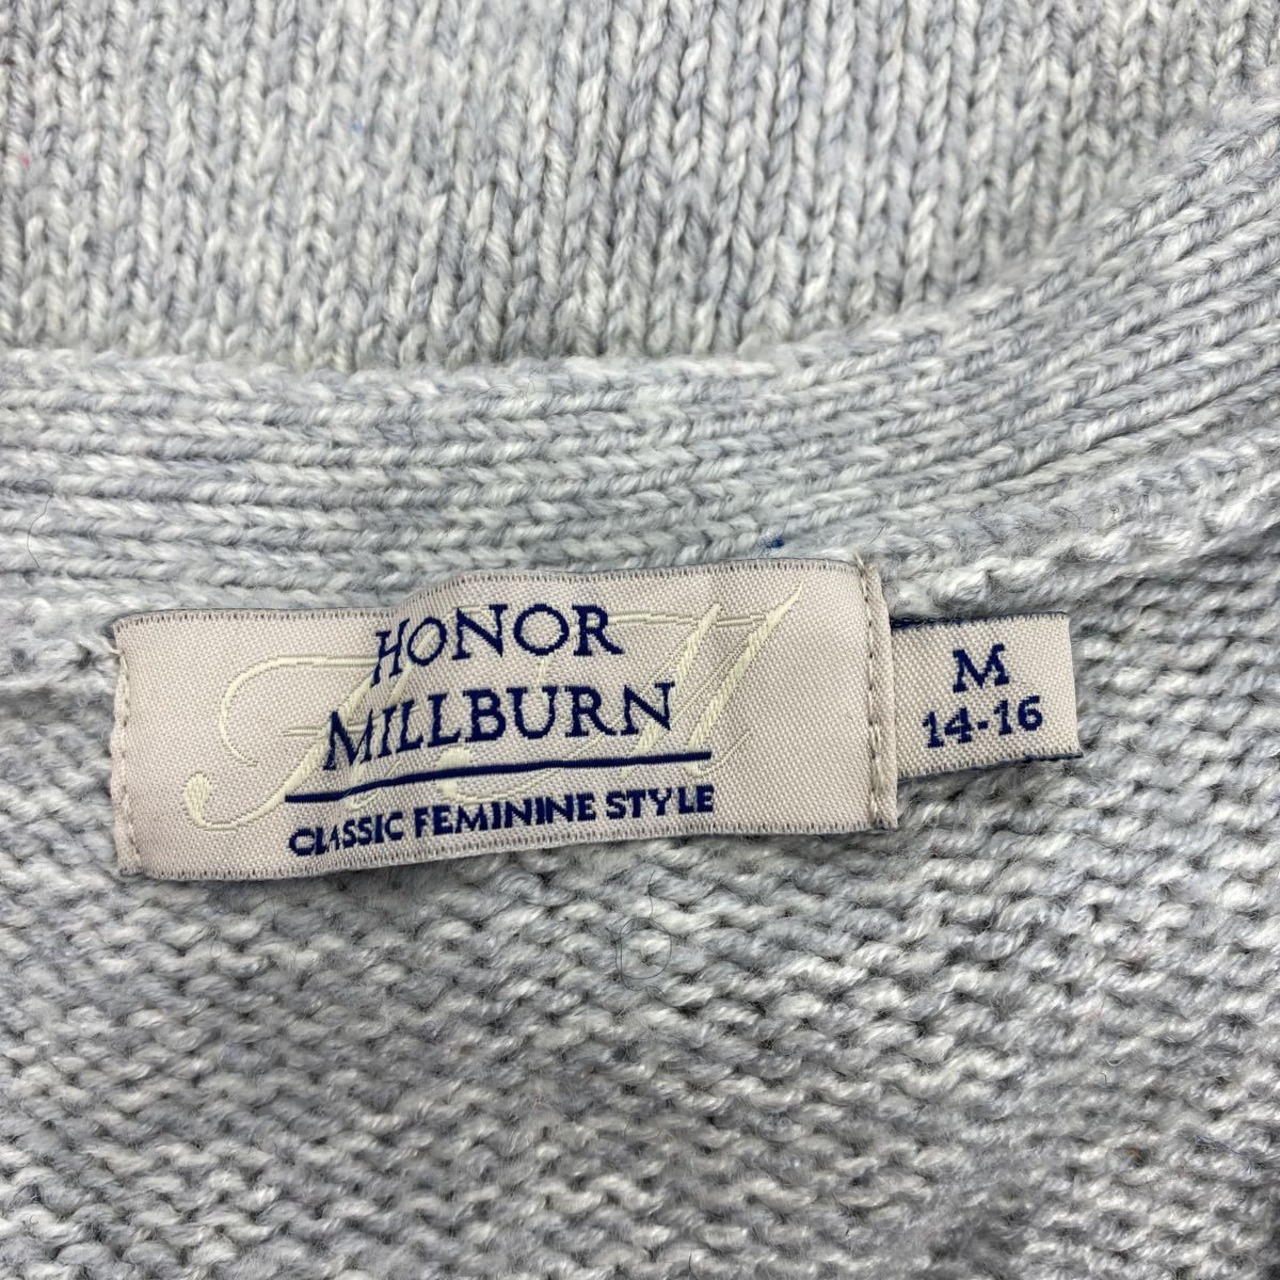 HONOR
MILLBURN
CLASSIC FEMININE STYLE
M
14-16